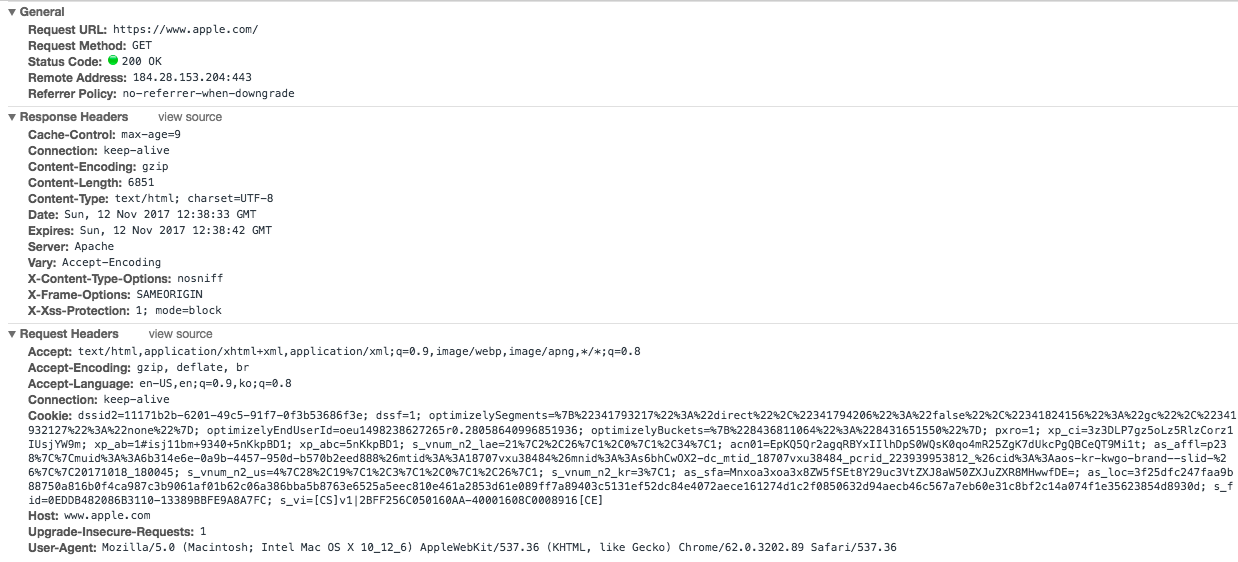 General
Request URL: https://www.apple.com/
Request Method: GET
Status Code: 200 OK
Remote Address: 184.28.153.204:443
Referrer Policy: no-referrer-when-downgrade
Response Headers view source
Cache-Control: max-age=9
Connection: keep-alive
Content-Encoding: gzip
Content-Length: 6851
Content-Type: text/html; charset=UTF-8
Date: Sun, 12 Nov 2017 12:38:33 GMT
Expires: Sun, 12 Nov 2017 12:38:42 GMT
Server: Apache
Vary: Accept-Encoding
X-Content-Type-Options: nosniff
X-Frame-Options: SAMEORIGIN
X-Xss-Protection: 1; mode=block
Request Headers view source
Accept: text/html,application/xhtml+xml,application/xml;q=0.9,image/webp,image/apng,*/*;q=0.8
Accept-Encoding: gzip, deflate, br
Accept-Language: en-US,en;q=0.9,ko;q=0.8
Connection: keep-alive
Cookie: dssid2=11171b2b-6201-49c5-91f7-0f3b53686f3e; dssf=1; optimizelySegments=%7B%22341793217%22%3A%22direct%22%2C%22341794206%22%3A%22false%22%2C%22341824156%22%3A%22gc%22%2C%22341
932127%22%3A%22none%22%7D; optimizelyEndUserId=oeu1498238627265r0.28058640996851936; optimizelyBuckets=%7B%228436811064%22%3A%228431651550%22%7D; pxro=1; xp_ci=3z3DLP7gz5oLz5RlzCorz1
IUsjYW9m; xp_ab=1#isj11bm+9340+5nKkpBD1; xp_abc=5nKkpBD1; s_vnum_n2_lae=21%7C2%2C26%7C1%2C0%7C1%2C34%7C1; acn01=EpKQ5Qr2agqRBYxIIlhDpS0WQsK0qo4mR25ZgK7dUkcPgQBCeQT9Mi1t; as_affl=p23
8%7C%7Cmuid%3A%3A6b314e6e-0a9b-4457-950d-b570b2eed888%26mtid%3A%3A18707vxu38484%26mnid%3A%3As6bhCwOX2-dc_mtid_18707vxu38484_pcrid_223939953812_%26cid%3A%3Aaos-kr-kwgo-brand--slid-%2
6%7C%7C20171018_180045; s_vnum_n2_us=4%7C28%2C19%7C1%2C3%7C1%2C0%7C1%2C26%7C1; s_vnum_n2_kr=3%7C1; as_sfa=Mnxoa3xoa3x8ZW5fSEt8Y29uc3VtZXJ8aW50ZXJuZXR8MHwwfDE=; as_loc=3f25dfc247faa9b
88750a816b0f4ca987c3b9061af01b62c06a386bba5b8763e6525a5eec810e461a2853d61e089ff7a89403c5131ef52dc84e4072aece161274d1c2f0850632d94aecb46c567a7eb60e31c8bf2c14a074f1e35623854d8930d; s_f
id=0EDDB482086B3110-13389BBFE9A8A7FC; s_vi=[CS]v1|2BFF256C050160AA-40001608C0008916[CE]
Host: www.apple.com
Upgrade-Insecure-Requests: 1
User-Agent: Mozilla/5.0 (Macintosh; Intel Mac OS X 10_12_6) AppleWebKit/537.36 (KHTML, like Gecko) Chrome/62.0.3202.89 Safari/537.36